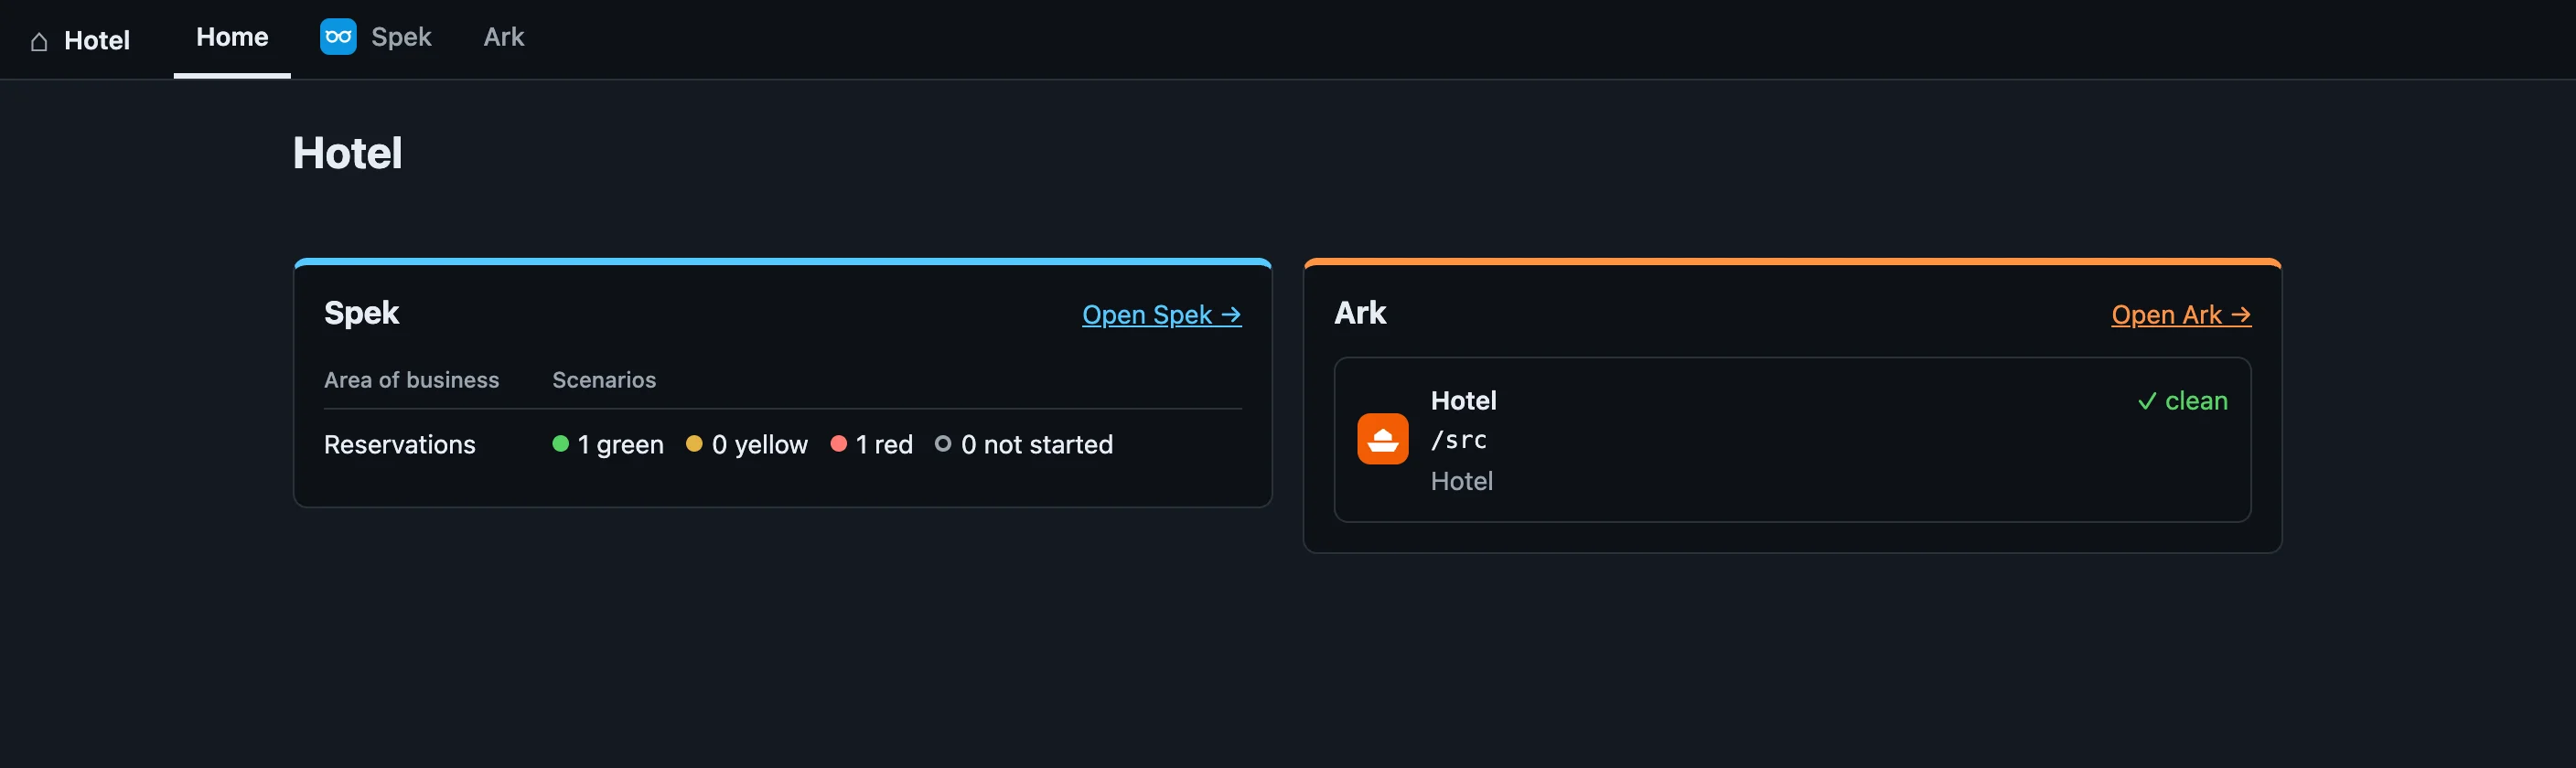 Hotel Home Spek Ark
Hotel
Spek Open Spek →
Area of business Scenarios
Reservations 1 green 0 yellow 1 red 0 not started
Ark Open Ark →
Hotel ✓ clean
/src
Hotel